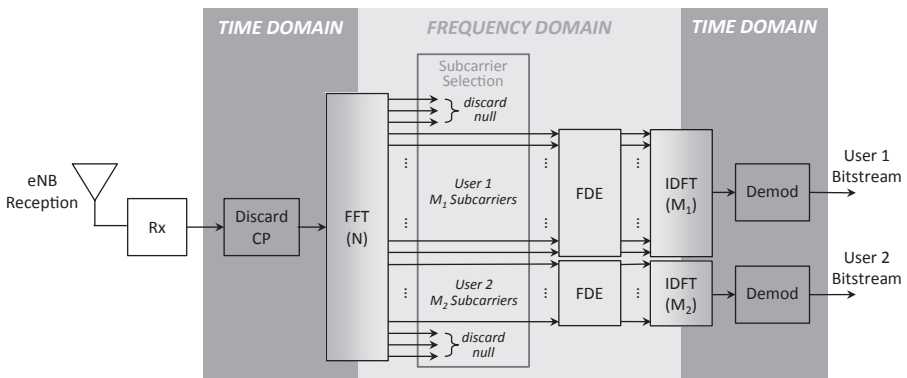 TIME DOMAIN
FREQUENCY DOMAIN
TIME DOMAIN
Subcarrier
Selection
discard
null
eNB
Reception
Rx
Discard
CP
FFT
(N)
...
...
...
User 1
M₁ Subcarriers
...
...
...
FDE
IDFT
(M₁)
Demod
User 1
Bitstream
...
User 2
M₂ Subcarriers
...
FDE
...
IDFT
(M₂)
Demod
User 2
Bitstream
discard
null